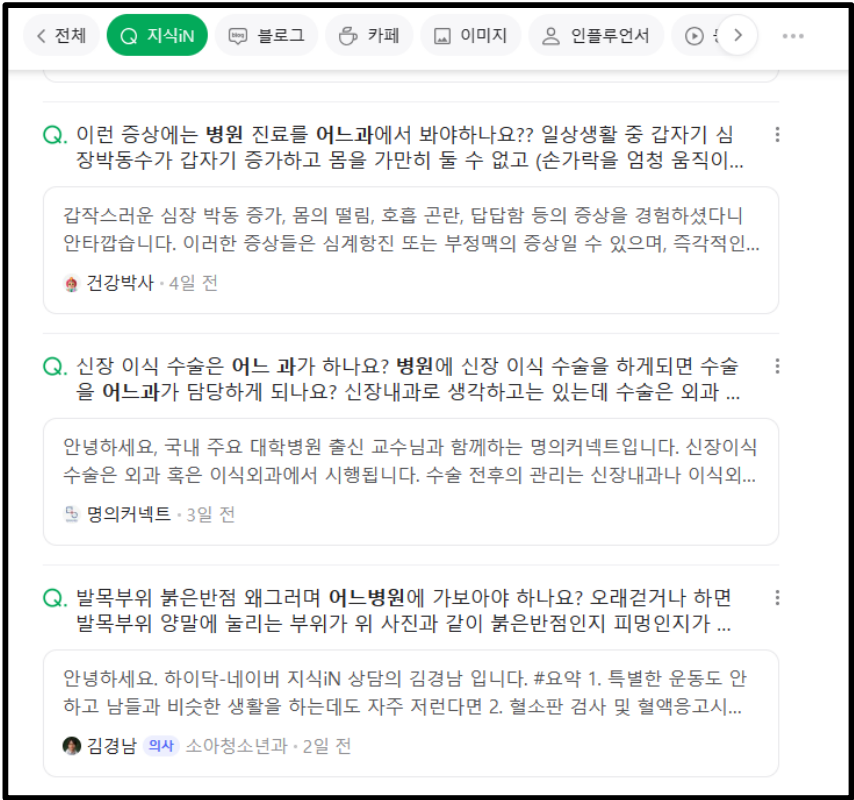 전체 지식iN 블로그 카페 이미지 인플루언서
Q. 이런 증상에는 병원 진료를 어느과에서 봐야하나요?? 일상생활 중 갑자기 심
장박동수가 갑자기 증가하고 몸을 가만히 둘 수 없고 (손가락을 엄청 움직이...
갑작스러운 심장 박동 증가, 몸의 떨림, 호흡 곤란, 답답함 등의 증상을 경험하셨다니
안타깝습니다. 이러한 증상들은 심계항진 또는 부정맥의 증상일 수 있으며, 즉각적인...
건강박사 · 4일 전
Q. 신장 이식 수술은 어느 과가 하나요? 병원에 신장 이식 수술을 하게되면 수술
을 어느과가 담당하게 되나요? 신장내과로 생각하고는 있는데 수술은 외과 ...
안녕하세요, 국내 주요 대학병원 출신 교수님과 함께하는 명의커넥트입니다. 신장이식
수술은 외과 혹은 이식외과에서 시행됩니다. 수술 전후의 관리는 신장내과나 이식외...
명의커넥트 · 3일 전
Q. 발목부위 붉은반점 왜그러며 어느병원에 가보아야 하나요? 오래걷거나 하면
발목부위 양말에 눌리는 부위가 위 사진과 같이 붉은반점인지 피멍인지가 ...
안녕하세요. 하이닥-네이버 지식iN 상담의 김경남 입니다. #요약 1. 특별한 운동도 안
하고 남들과 비슷한 생활을 하는데도 자주 저런다면 2. 혈소판 검사 및 혈액응고시...
김경남 의사 소아청소년과 · 2일 전